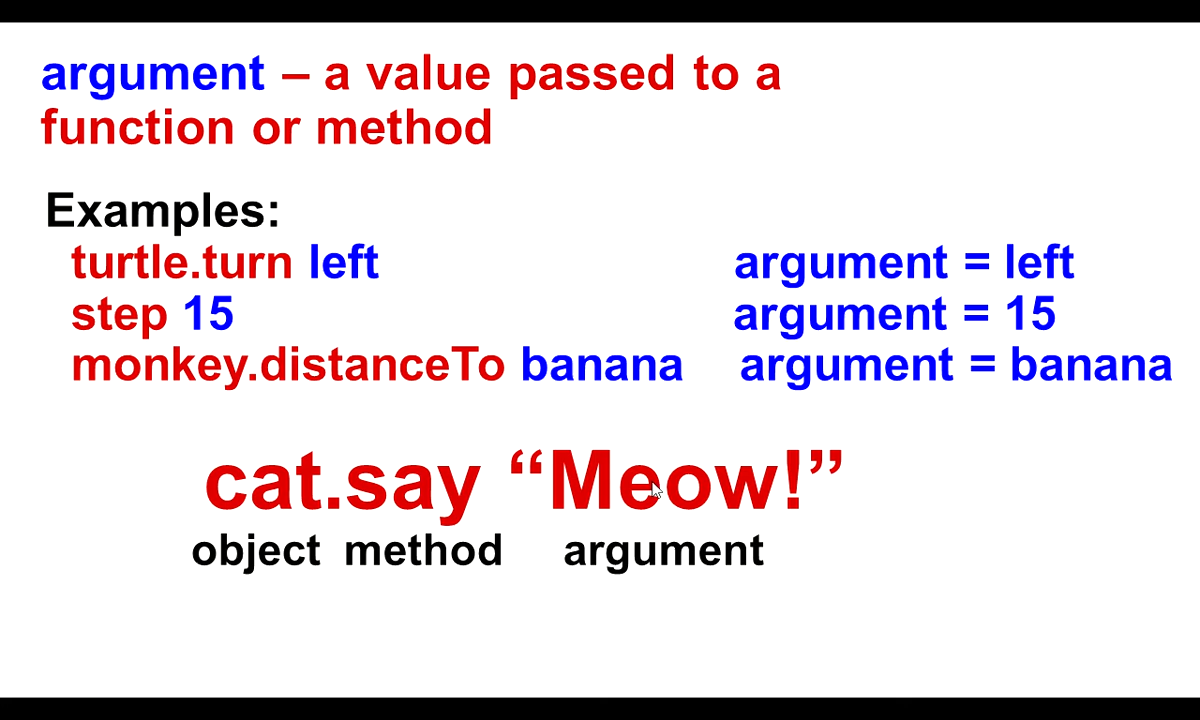 argument – a value passed to a
function or method
Examples:
turtle.turn left argument = left
step 15 argument = 15
monkey.distanceTo banana argument = banana
cat.say “Meow!”
object method argument